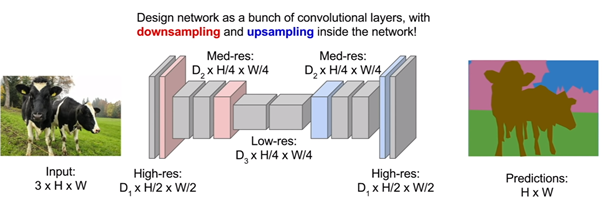 Design network as a bunch of convolutional layers, with
downsampling and upsampling inside the network!
Med-res:
D2 x H/4 x W/4
Med-res:
D2 x H/4 x W/4
Low-res:
D3 x H/4 x W/4
Input:
3 x H x W
High-res:
D1 x H/2 x W/2
High-res:
D1 x H/2 x W/2
Predictions:
H x W